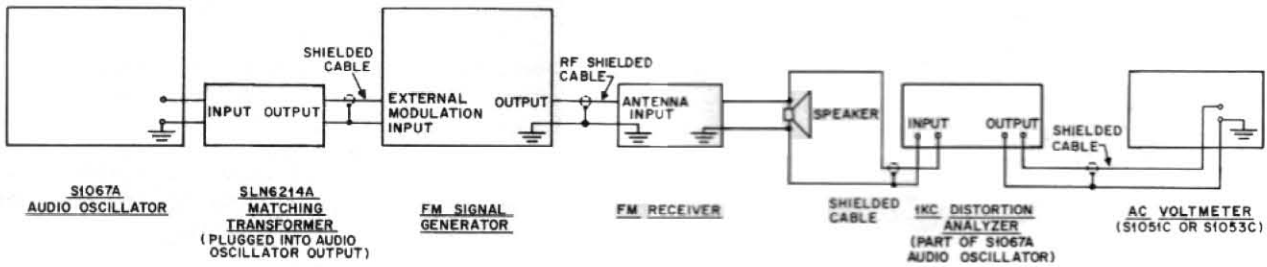 SHIELDED
CABLE
INPUT OUTPUT
EXTERNAL
MODULATION
INPUT
OUTPUT
RF SHIELDED
CABLE
ANTENNA
INPUT
SPEAKER
INPUT OUTPUT
SHIELDED
CABLE
SHIELDED
CABLE
S1067A
AUDIO OSCILLATOR
SLN6214A
MATCHING
TRANSFORMER
(PLUGGED INTO AUDIO
OSCILLATOR OUTPUT)
FM SIGNAL
GENERATOR
FM RECEIVER
1KC DISTORTION
ANALYZER
(PART OF S1067A
AUDIO OSCILLATOR)
AC VOLTMETER
(S1051C OR S1053C)